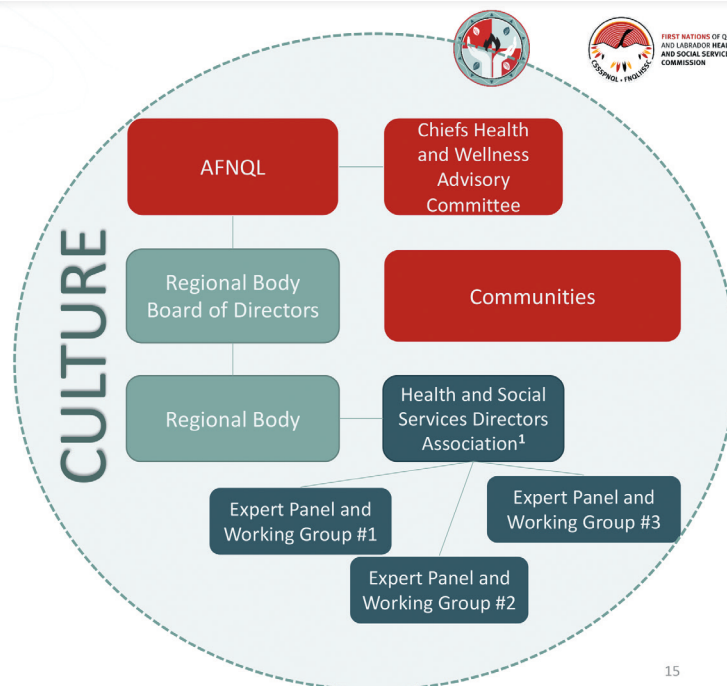 FIRST NATIONS OF Q
AND LABRADOR HEAL
AND SOCIAL SERVICE
COMMISSION
CSSSPNQL • FNQLHSSC
AFNQL
Chiefs Health
and Wellness
Advisory
Committee
CULTURE
Regional Body
Board of Directors
Communities
Regional Body
Health and Social
Services Directors
Association¹
Expert Panel and
Working Group #1
Expert Panel and
Working Group #3
Expert Panel and
Working Group #2
15